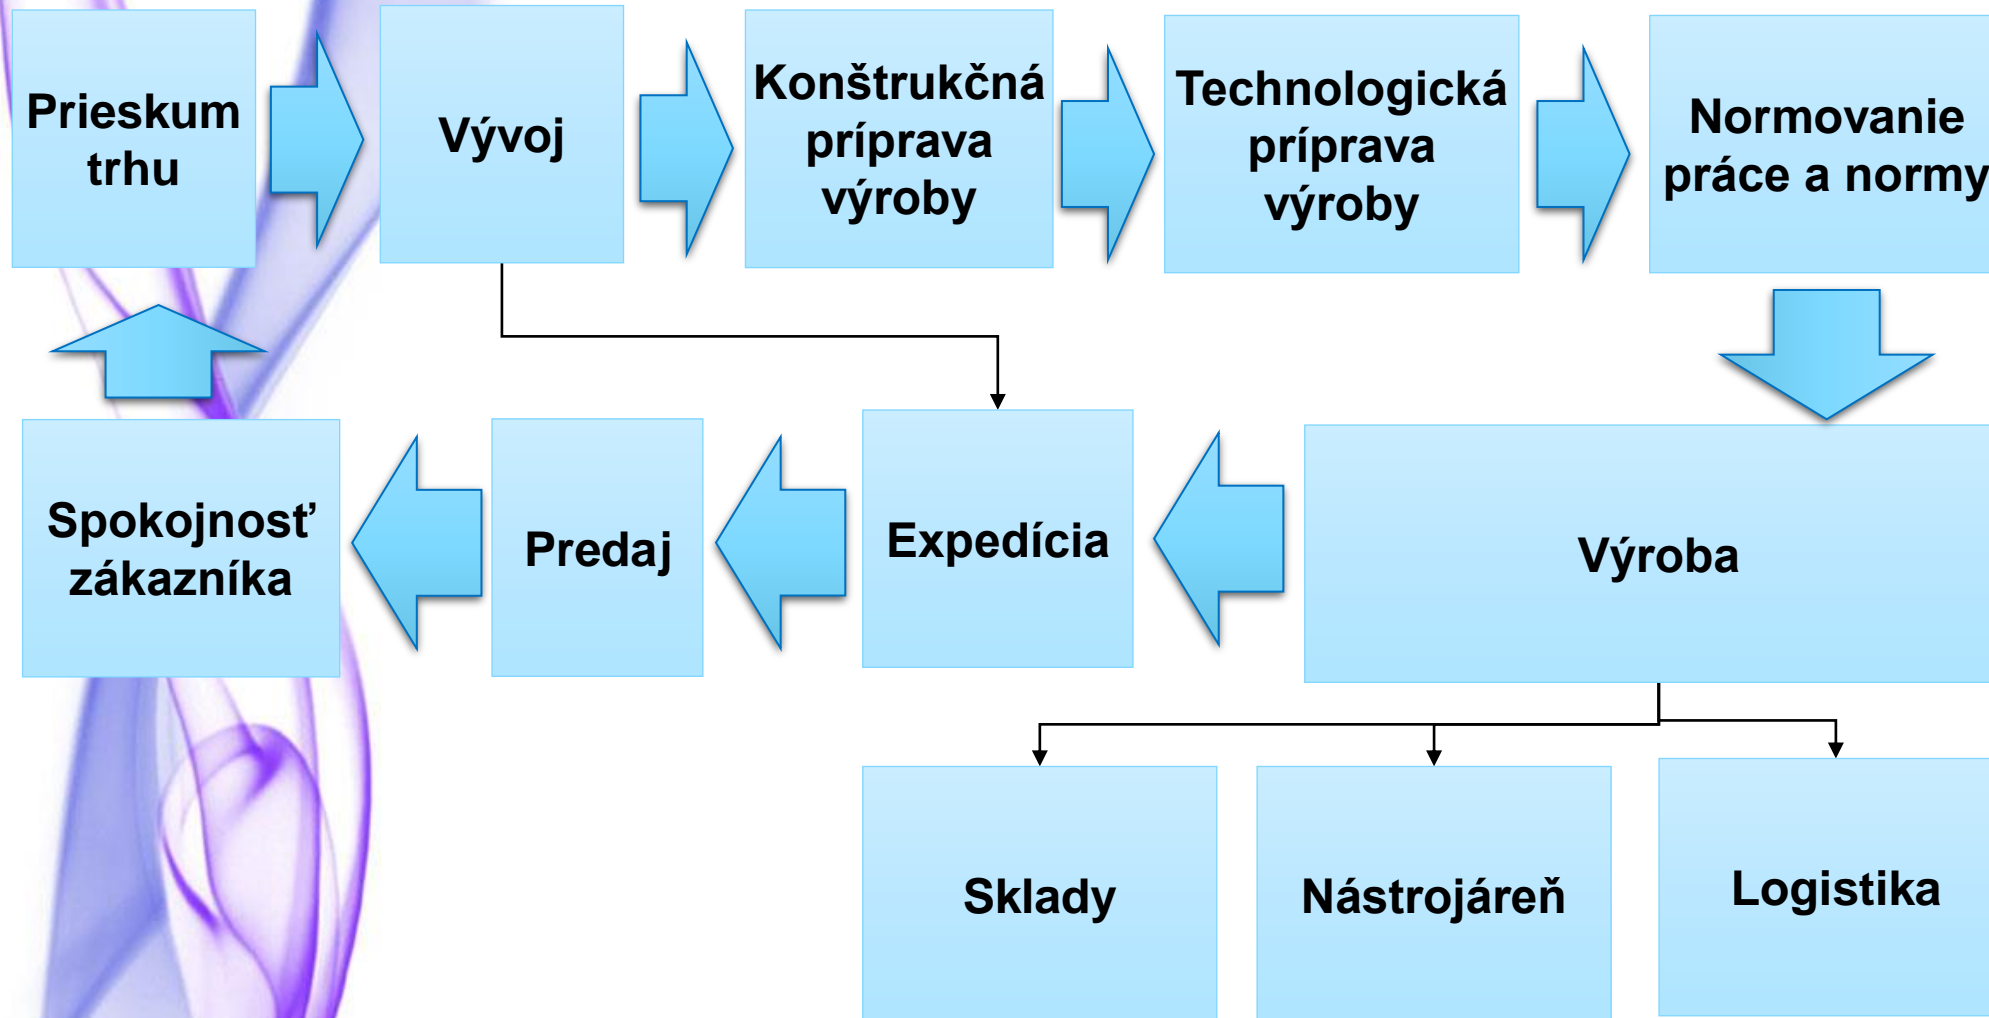 Prieskum
trhu
Vývoj
Konštrukčná
príprava
výroby
Technologická
príprava
výroby
Normovanie
práce a normy
Spokojnosť
zákazníka
Predaj
Expedícia
Výroba
Sklady
Nástrojáreň
Logistika